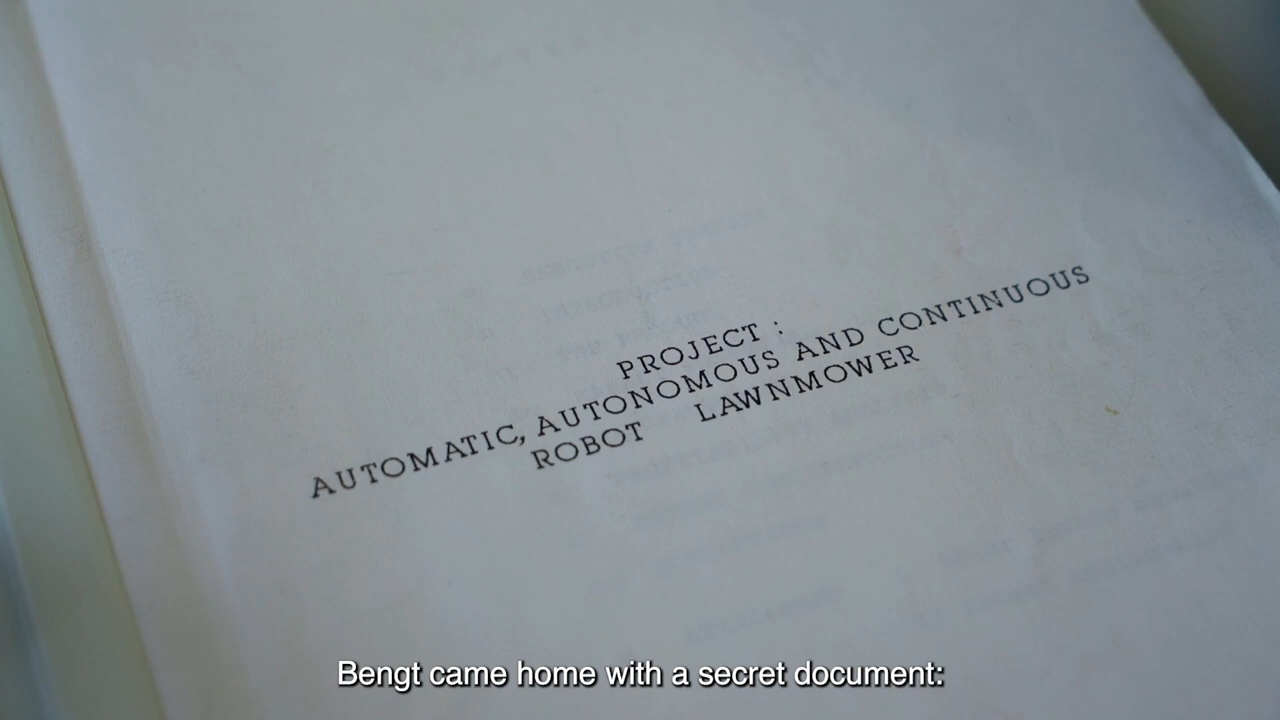 PROJECT :
AUTOMATIC, AUTONOMOUS AND CONTINUOUS
ROBOT LAWNMOWER
Bengt came home with a secret document: